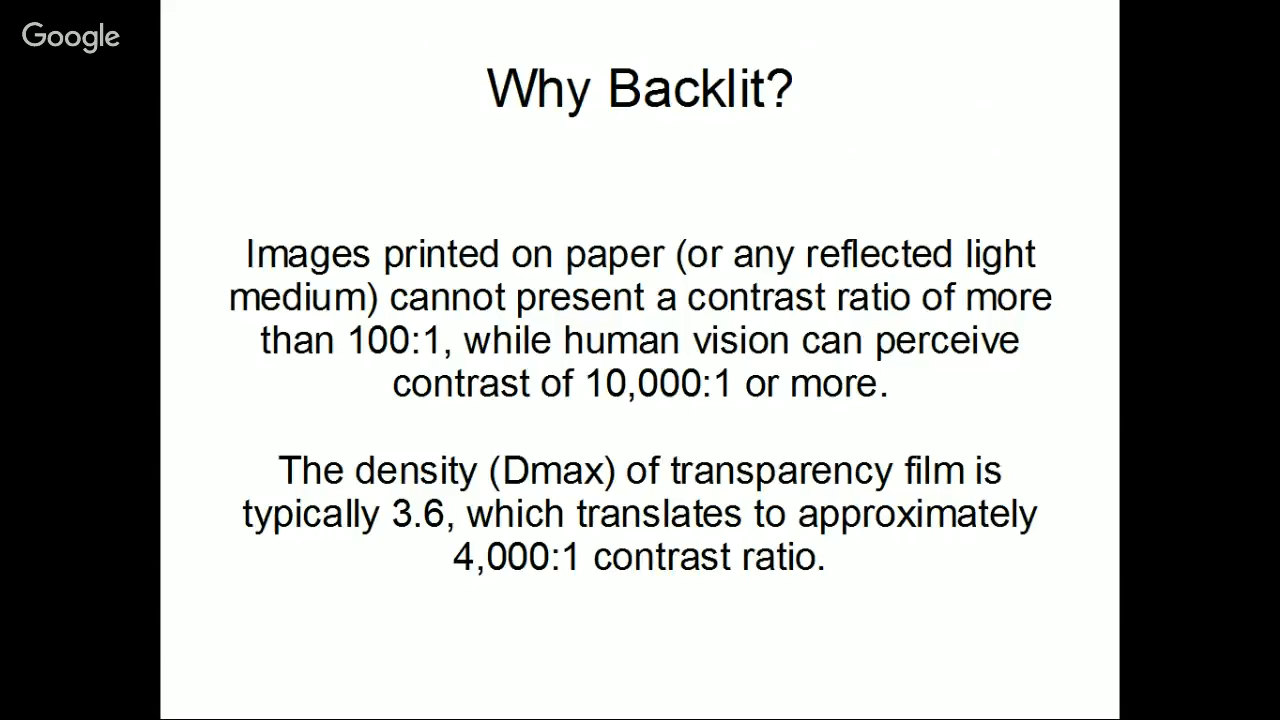 Google
Why Backlit?
Images printed on paper (or any reflected light
medium) cannot present a contrast ratio of more
than 100:1, while human vision can perceive
contrast of 10,000:1 or more.
The density (Dmax) of transparency film is
typically 3.6, which translates to approximately
4,000:1 contrast ratio.